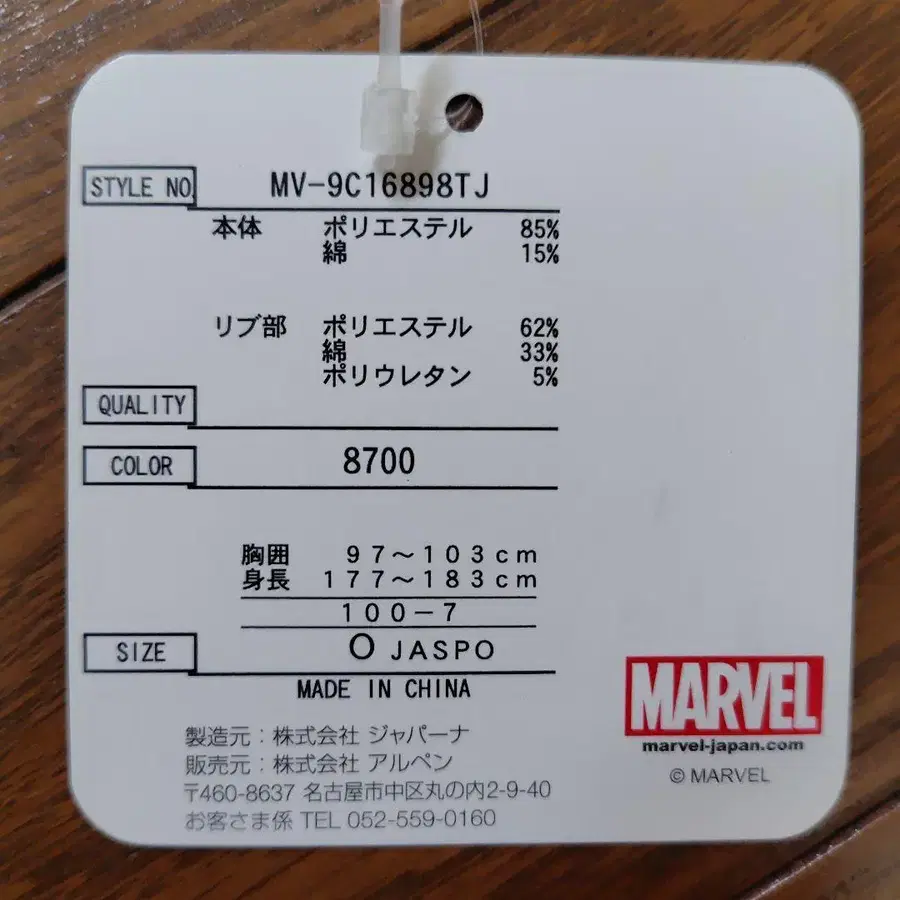 STYLE NO. MV-9C16898TJ
本体 ポリエステル 85%
綿 15%
リブ部 ポリエステル 62%
綿 33%
ポリウレタン 5%
QUALITY
COLOR 8700
胸囲 97〜103cm
身長 177〜183cm
100-7
SIZE O JASPO
MADE IN CHINA
MARVEL
marvel-japan.com
© MARVEL
製造元：株式会社 ジャパーナ
販売元：株式会社 アルペン
〒460-8637 名古屋市中区丸の内2-9-40
お客さま係 TEL 052-559-0160